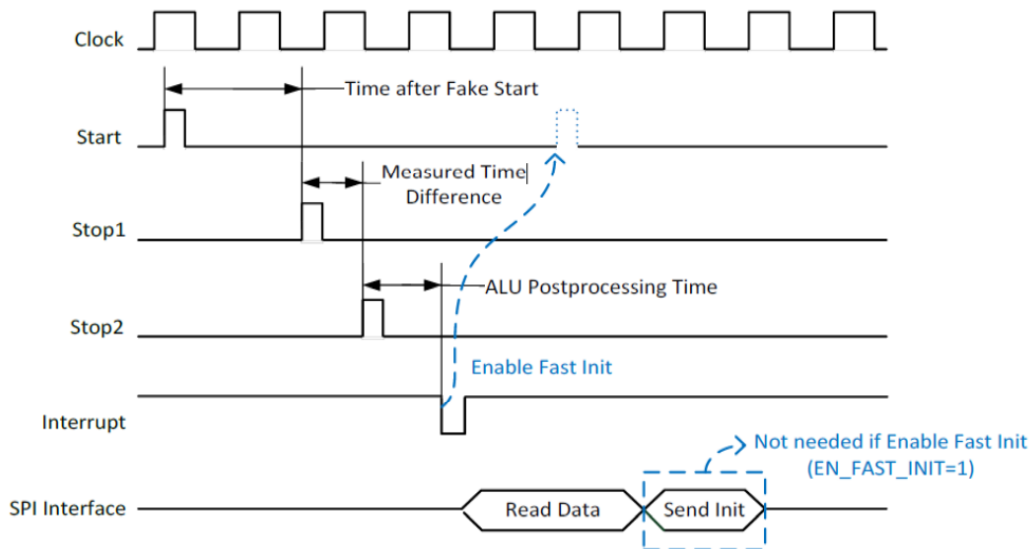 Clock
Time after Fake Start
Start
Measured Time
Difference
Stop1
ALU Postprocessing Time
Stop2
Enable Fast Init
Interrupt
Not needed if Enable Fast Init
(EN_FAST_INIT=1)
SPI Interface
Read Data
Send Init